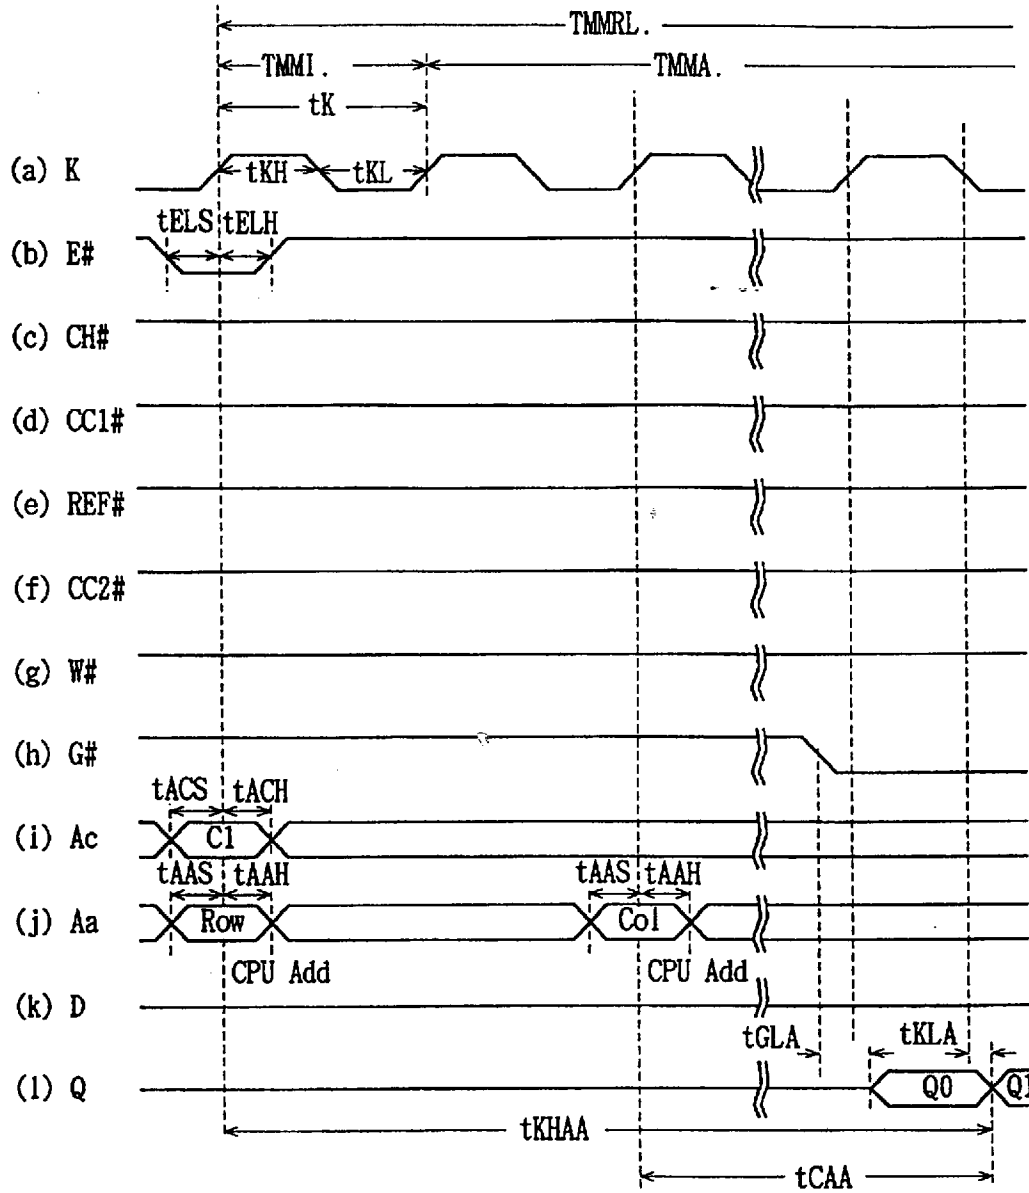 TMMRL.
TMMI. TMMA.
tK
(a) K tKH tKL
tELS tELH
(b) E#
(c) CH#
(d) CC1#
(e) REF#
(f) CC2#
(g) W#
(h) G#
tACS tACH
(i) Ac C1
tAAS tAAH tAAS tAAH
(j) Aa Row Col
CPU Add CPU Add
(k) D
tGLA tKLA
(l) Q Q0 Q1
tKHAA
tCAA